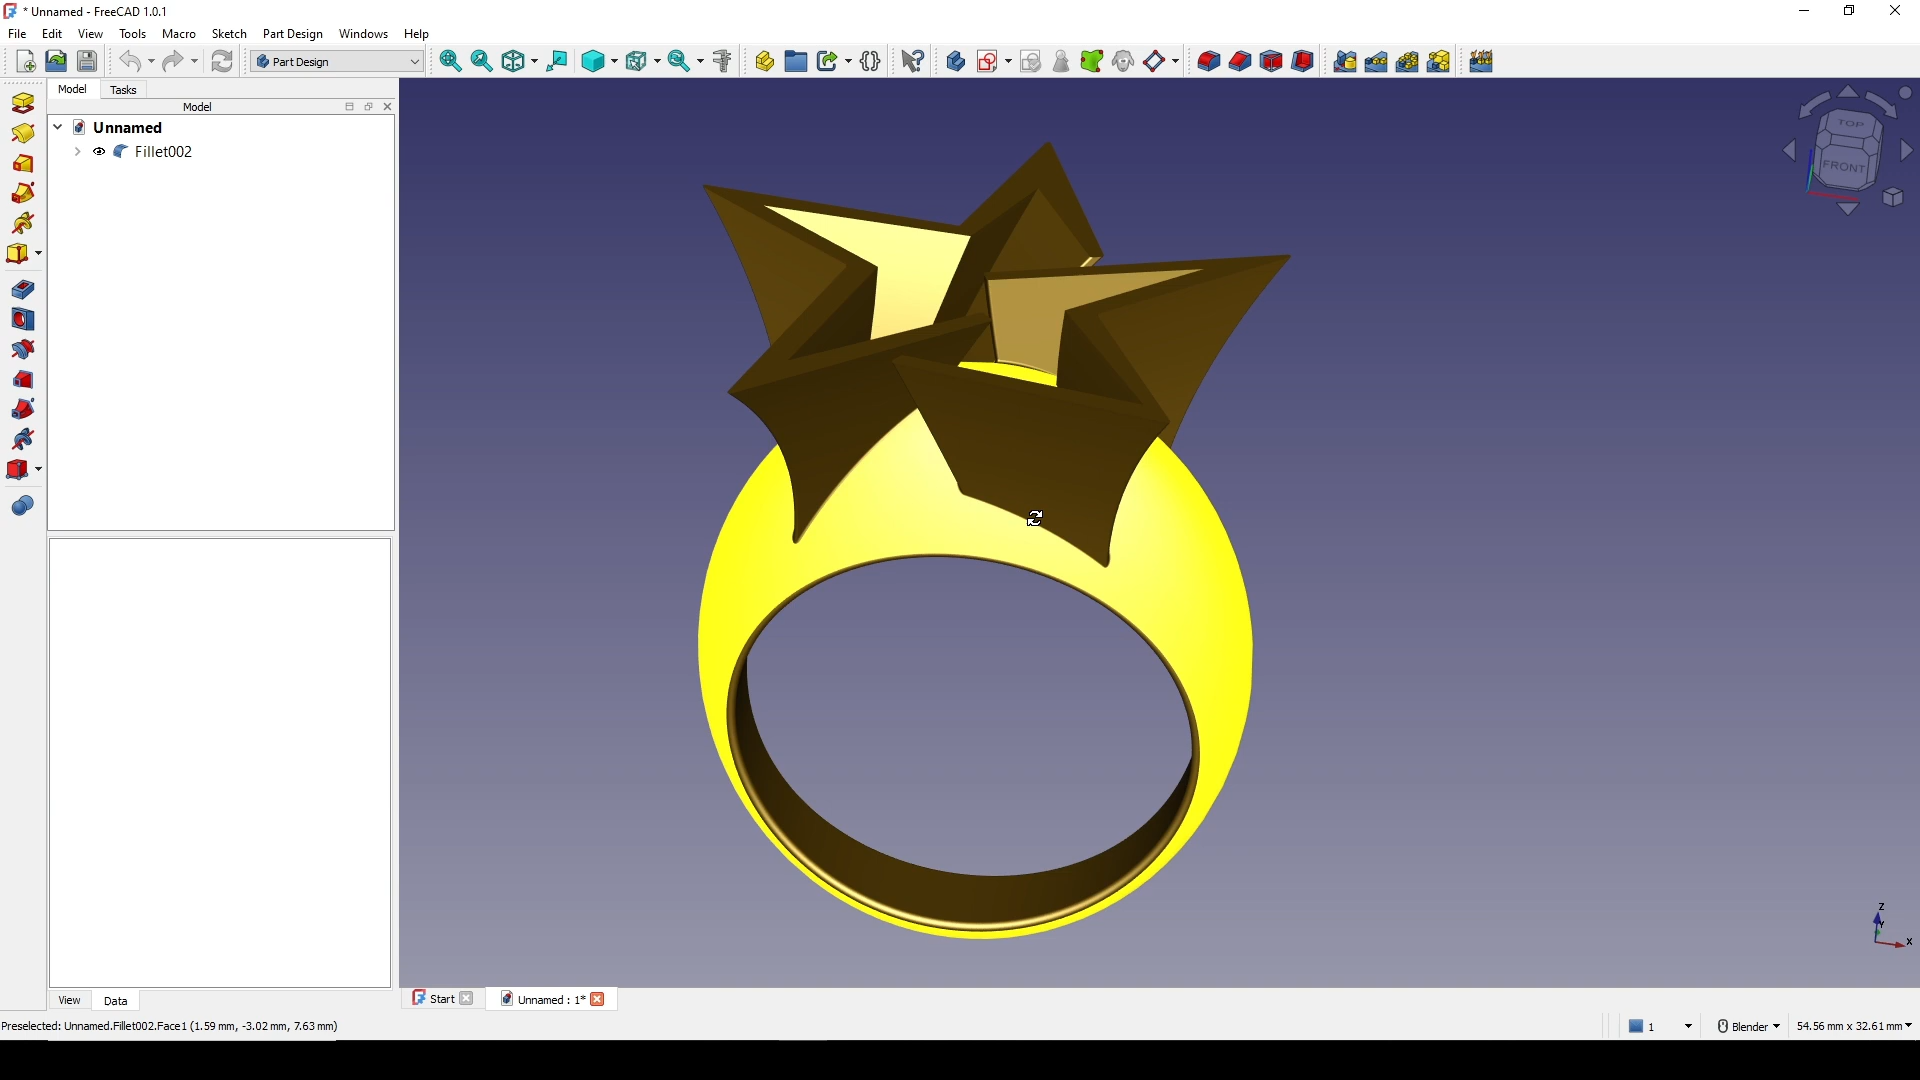 * Unnamed - FreeCAD 1.0.1
File Edit View Tools Macro Sketch Part Design Windows Help
Part Design
Model Tasks
Model
Unnamed
Fillet002
TOP
FRONT
Z
Y
X
View Data
Start Unnamed : 1*
Preselected: Unnamed.Fillet002.Face1 (1.59 mm, -3.02 mm, 7.63 mm)
1 Blender 54.56 mm x 32.61 mm